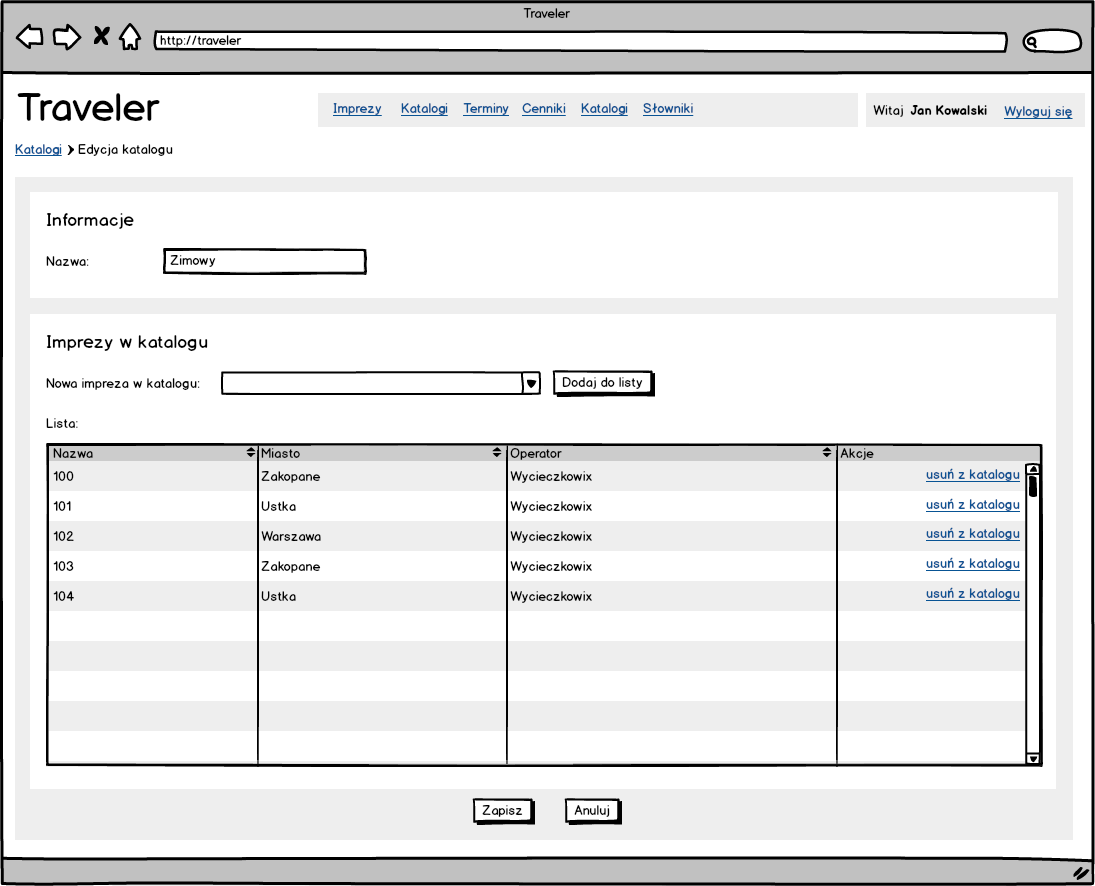 Traveler
http://traveler
Traveler
Imprezy Katalogi Terminy Cenniki Katalogi Słowniki
Witaj Jan Kowalski Wyloguj się
Katalogi > Edycja katalogu
Informacje
Nazwa: Zimowy
Imprezy w katalogu
Nowa impreza w katalogu: Dodaj do listy
Lista:
Nazwa Miasto Operator Akcje
100 Zakopane Wycieczkowix usuń z katalogu
101 Ustka Wycieczkowix usuń z katalogu
102 Warszawa Wycieczkowix usuń z katalogu
103 Zakopane Wycieczkowix usuń z katalogu
104 Ustka Wycieczkowix usuń z katalogu
Zapisz Anuluj